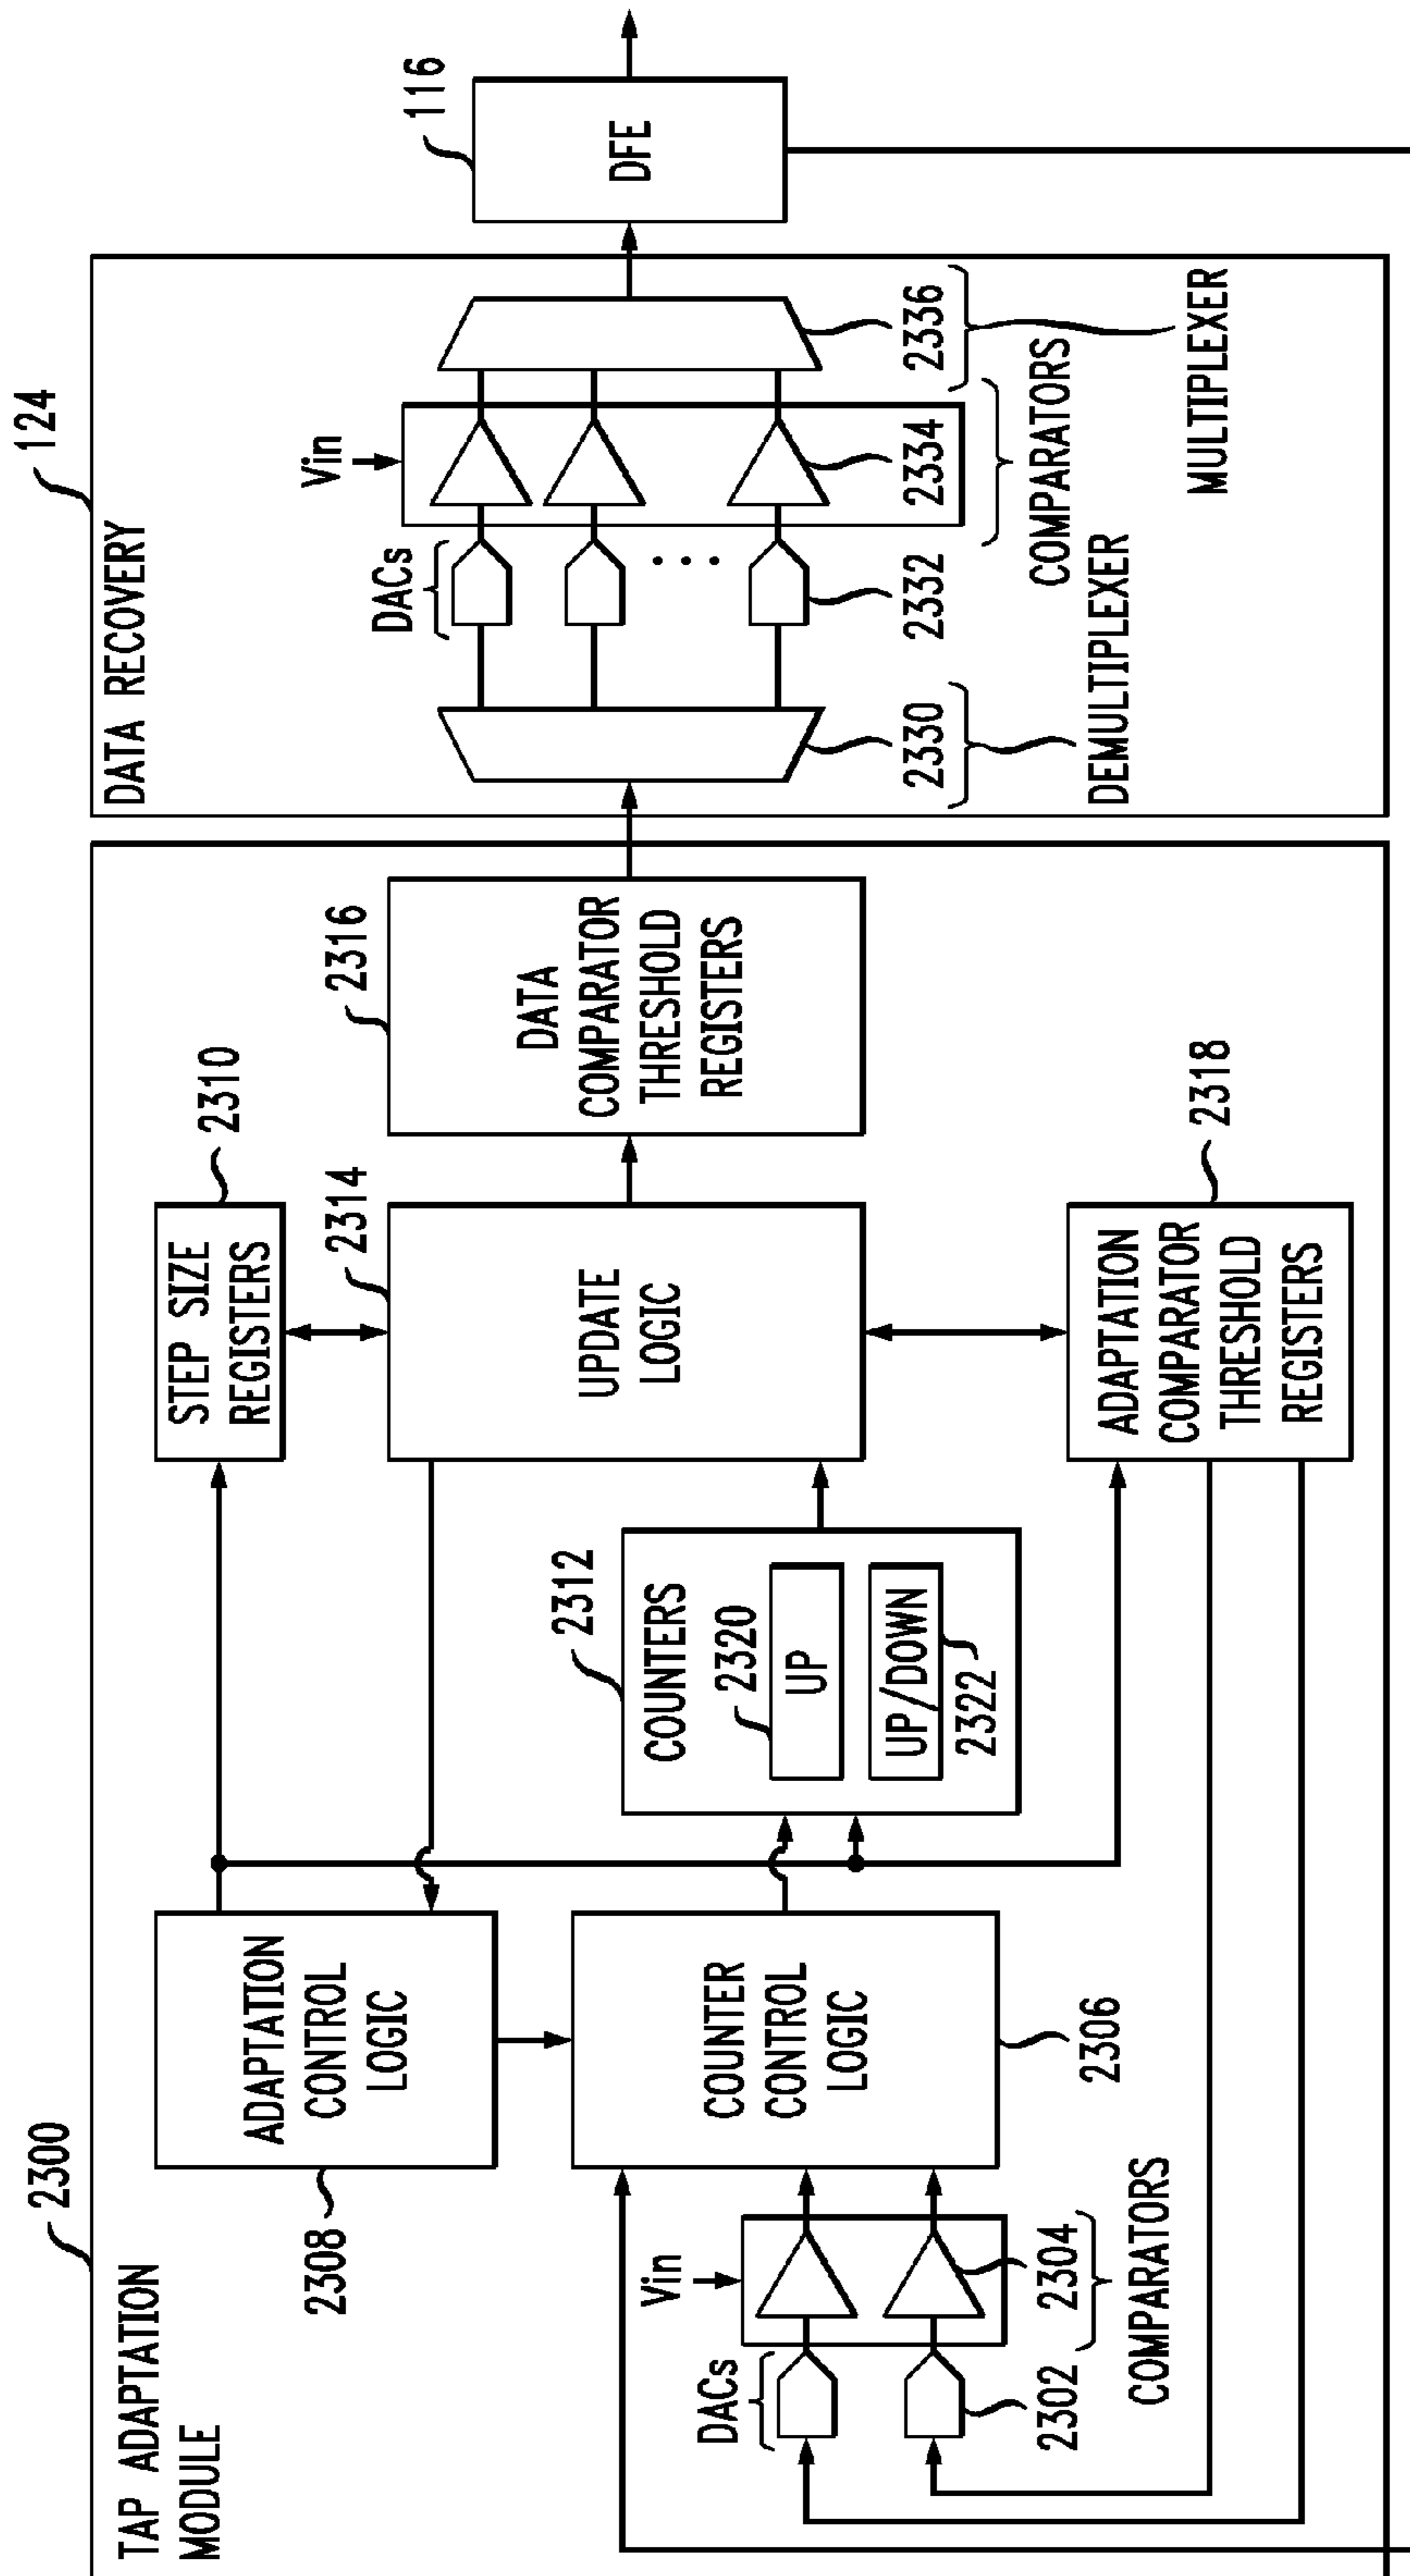 2300
TAP ADAPTATION
MODULE
2308
ADAPTATION
CONTROL
LOGIC
STEP SIZE
REGISTERS
2310
2314
UPDATE
LOGIC
2316
DATA
COMPARATOR
THRESHOLD
REGISTERS
2312
COUNTERS
2320
UP
UP/DOWN
2322
COUNTER
CONTROL
LOGIC
2306
Vin
DACs
2302
2304
COMPARATORS
ADAPTATION
COMPARATOR
THRESHOLD
REGISTERS
2318
124
DATA RECOVERY
Vin
DACs
...
2330
2332
2334
2336
DEMULTIPLEXER
COMPARATORS
MULTIPLEXER
116
DFE